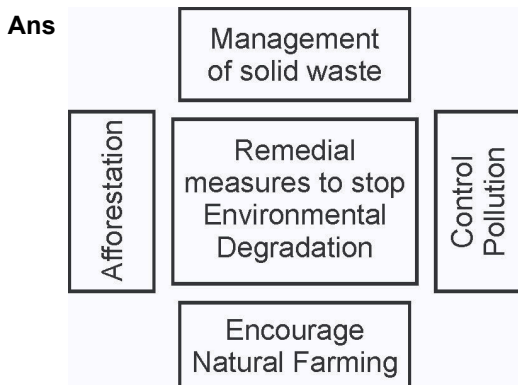 Ans
Management
of solid waste
Afforestation
Remedial
measures to stop
Environmental
Degradation
Control
Pollution
Encourage
Natural Farming